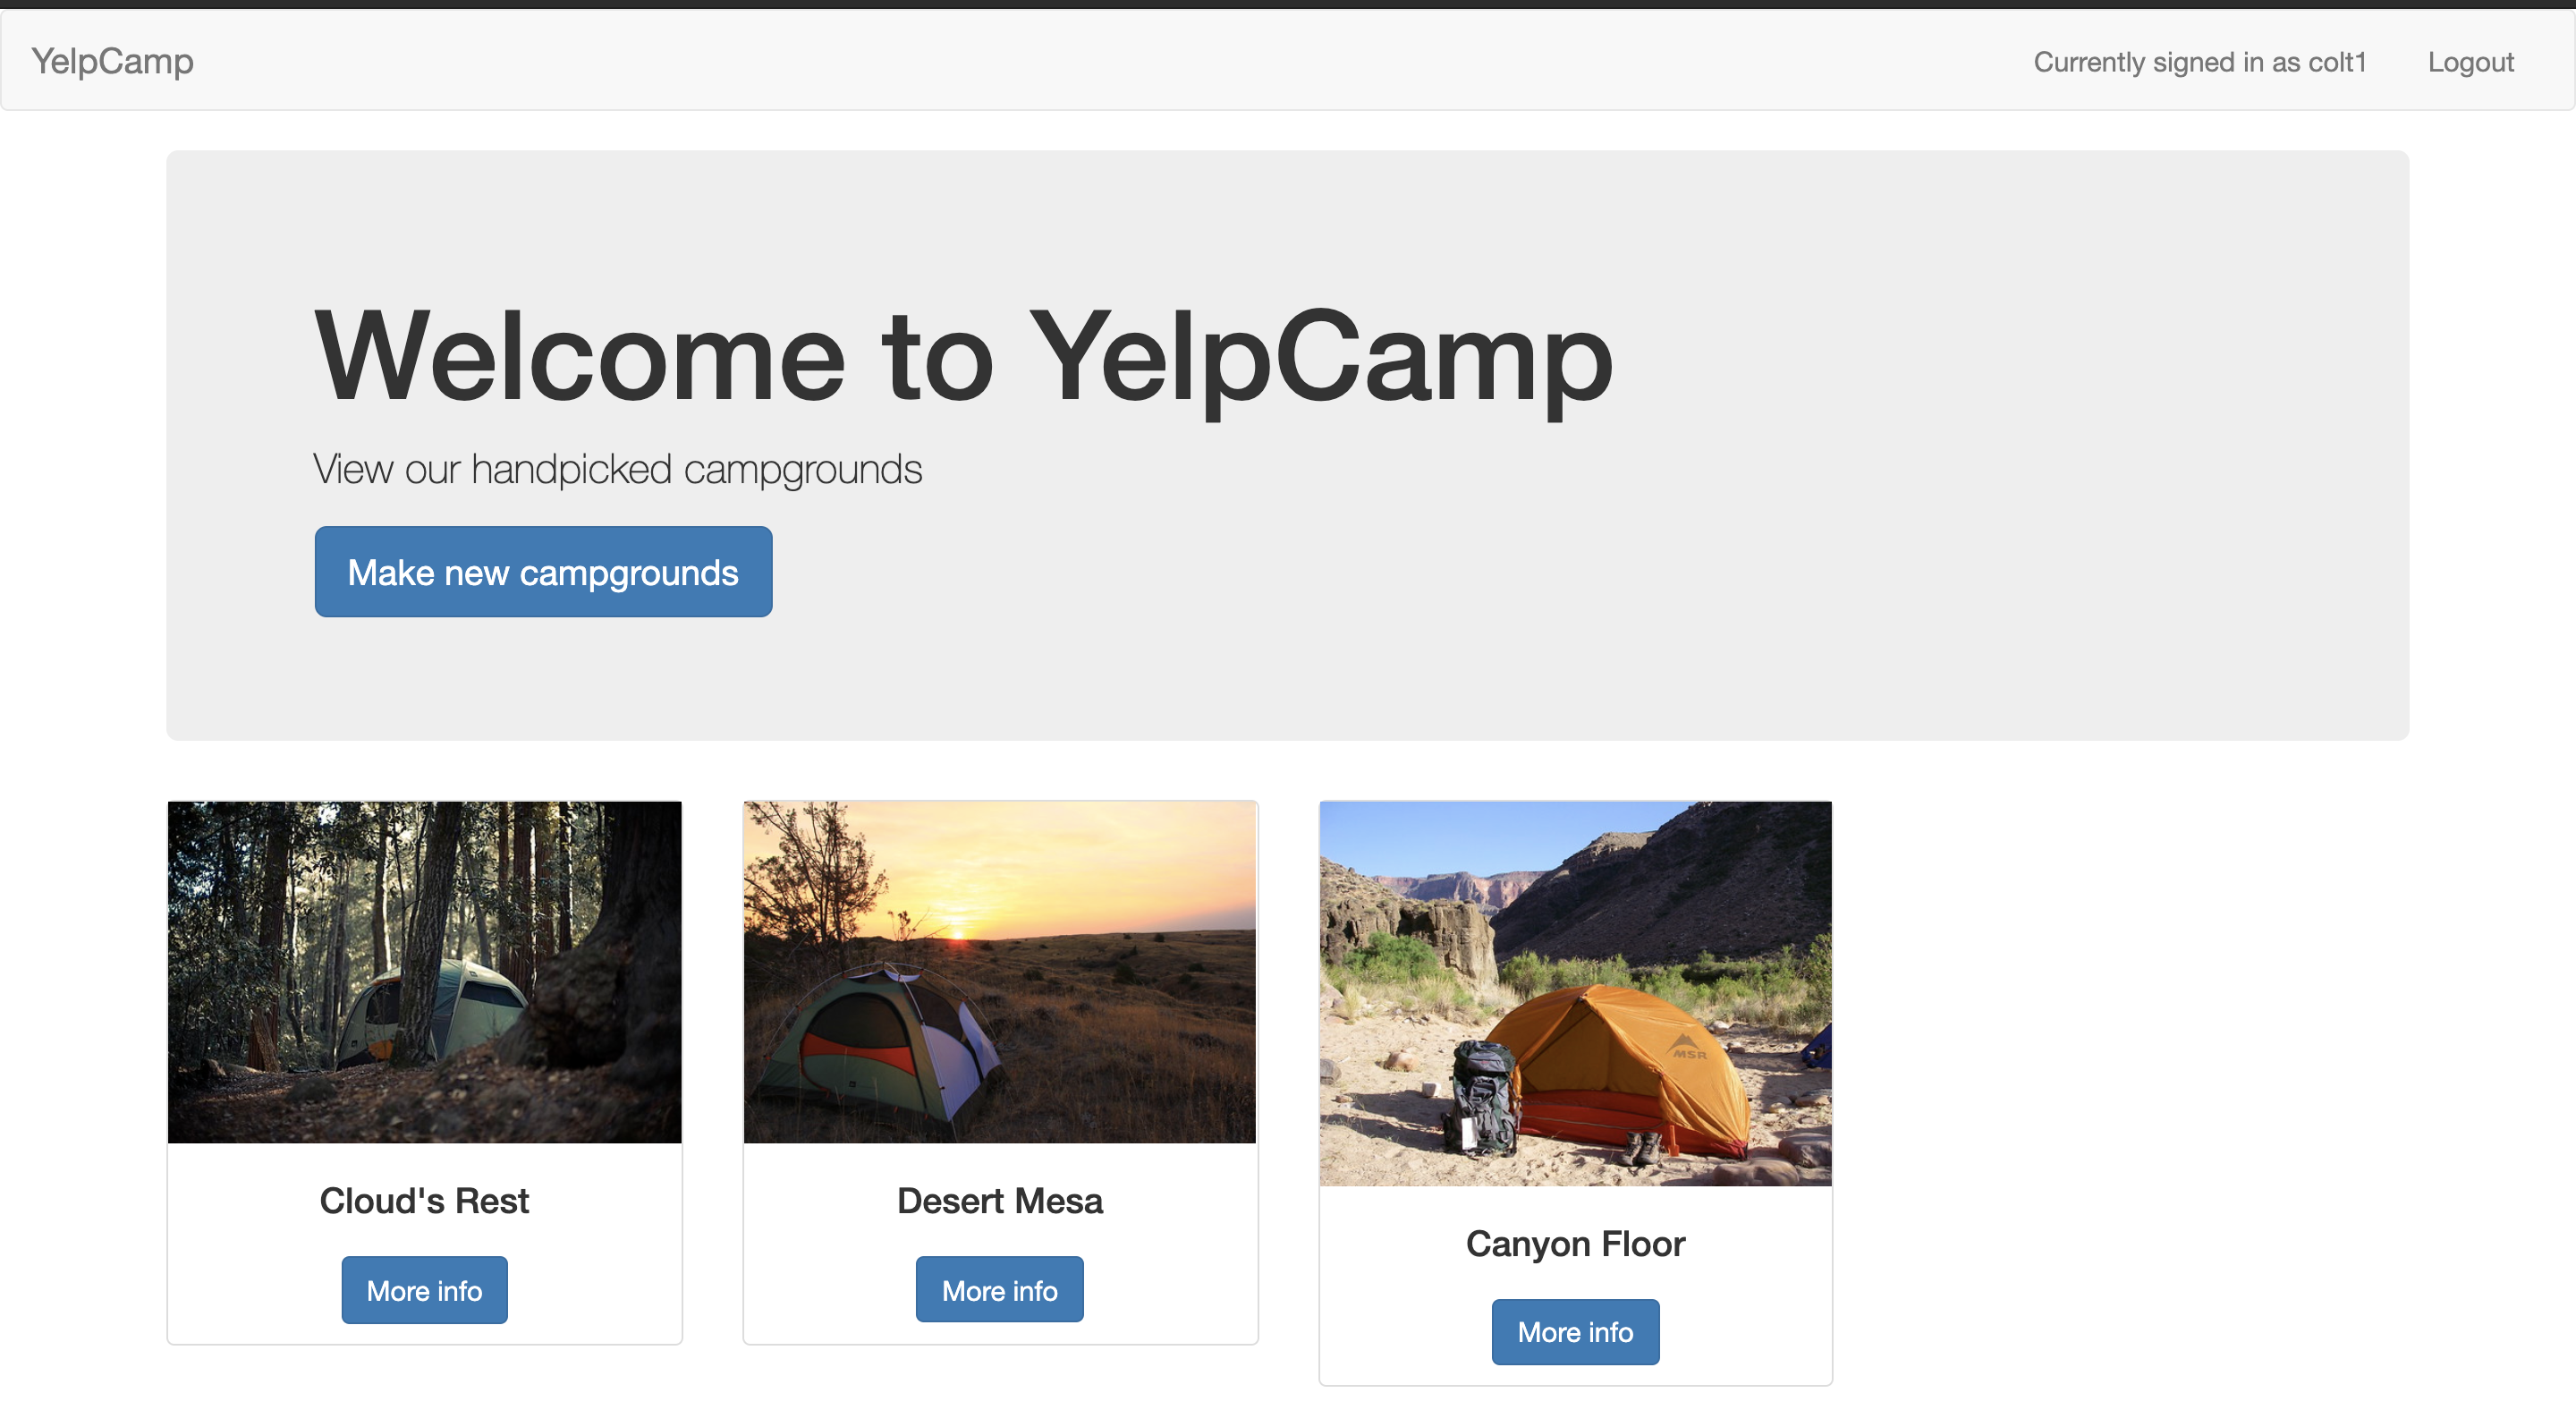 YelpCamp
Currently signed in as colt1
Logout
Welcome to YelpCamp
View our handpicked campgrounds
Make new campgrounds
MSR
Cloud's Rest
Desert Mesa
Canyon Floor
More info
More info
More info